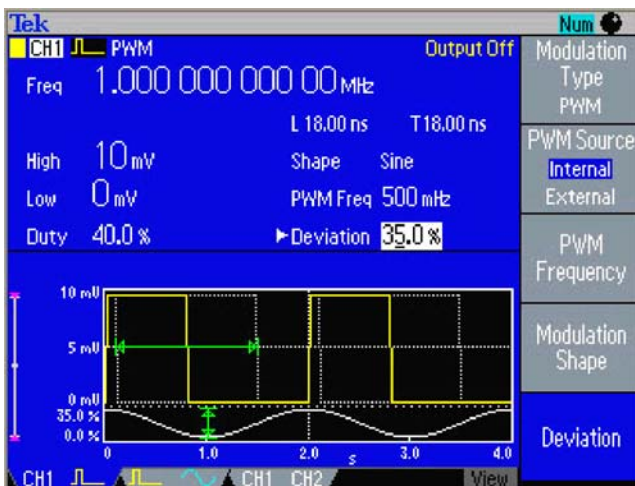 Tek
Num
CH1 PWM Output Off
Freq 1.000 000 000 00 MHz
L 18.00 ns T18.00 ns
High 10 mV
Shape Sine
Low 0 mV
PWM Freq 500 mHz
Duty 40.0 %
Deviation 35.0 %
10 mV
5 mV
0 mV
35.0 %
0.0 %
0 1.0 2.0 s 3.0 4.0
CH1 CH1 CH2 View
Modulation
Type
PWM
PWM Source
Internal
External
PWM
Frequency
Modulation
Shape
Deviation